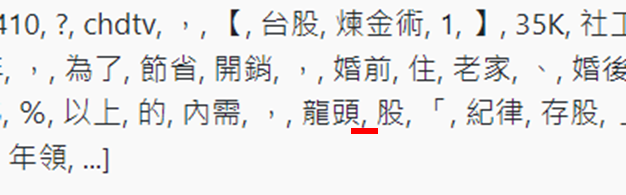 410, ?, chdtv, ，, 【, 台股, 煉金術, 1, 】, 35K, 社
，, 為了, 節省, 開銷, ，, 婚前, 住, 老家, 、, 婚後
, %, 以上, 的, 內需, ，, 龍頭, 股, 「, 紀律, 存股,
年領, ...]